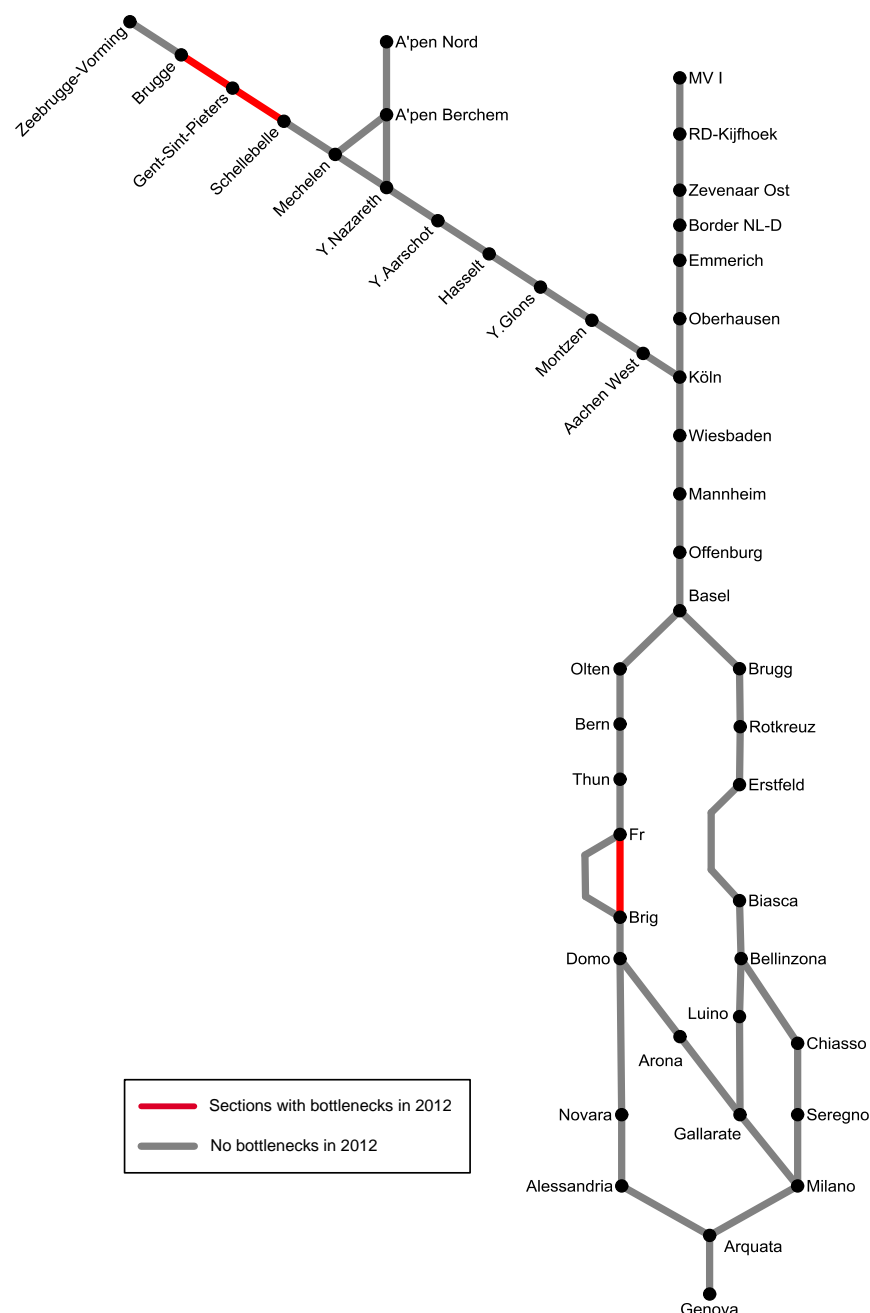 Zeebrugge-Vorming
Brugge
Gent-Sint-Pieters
Schellebelle
Mechelen
Y.Nazareth
Y.Aarschot
Hasselt
Y.Glons
Montzen
Aachen West
A'pen Nord
A'pen Berchem
MV I
RD-Kijfhoek
Zevenaar Ost
Border NL-D
Emmerich
Oberhausen
Köln
Wiesbaden
Mannheim
Offenburg
Basel
Olten
Brugg
Bern
Rotkreuz
Thun
Erstfeld
Fr
Biasca
Brig
Domo
Bellinzona
Luino
Chiasso
Arona
Novara
Seregno
Gallarate
Alessandria
Milano
Arquata
Genova
Sections with bottlenecks in 2012
No bottlenecks in 2012